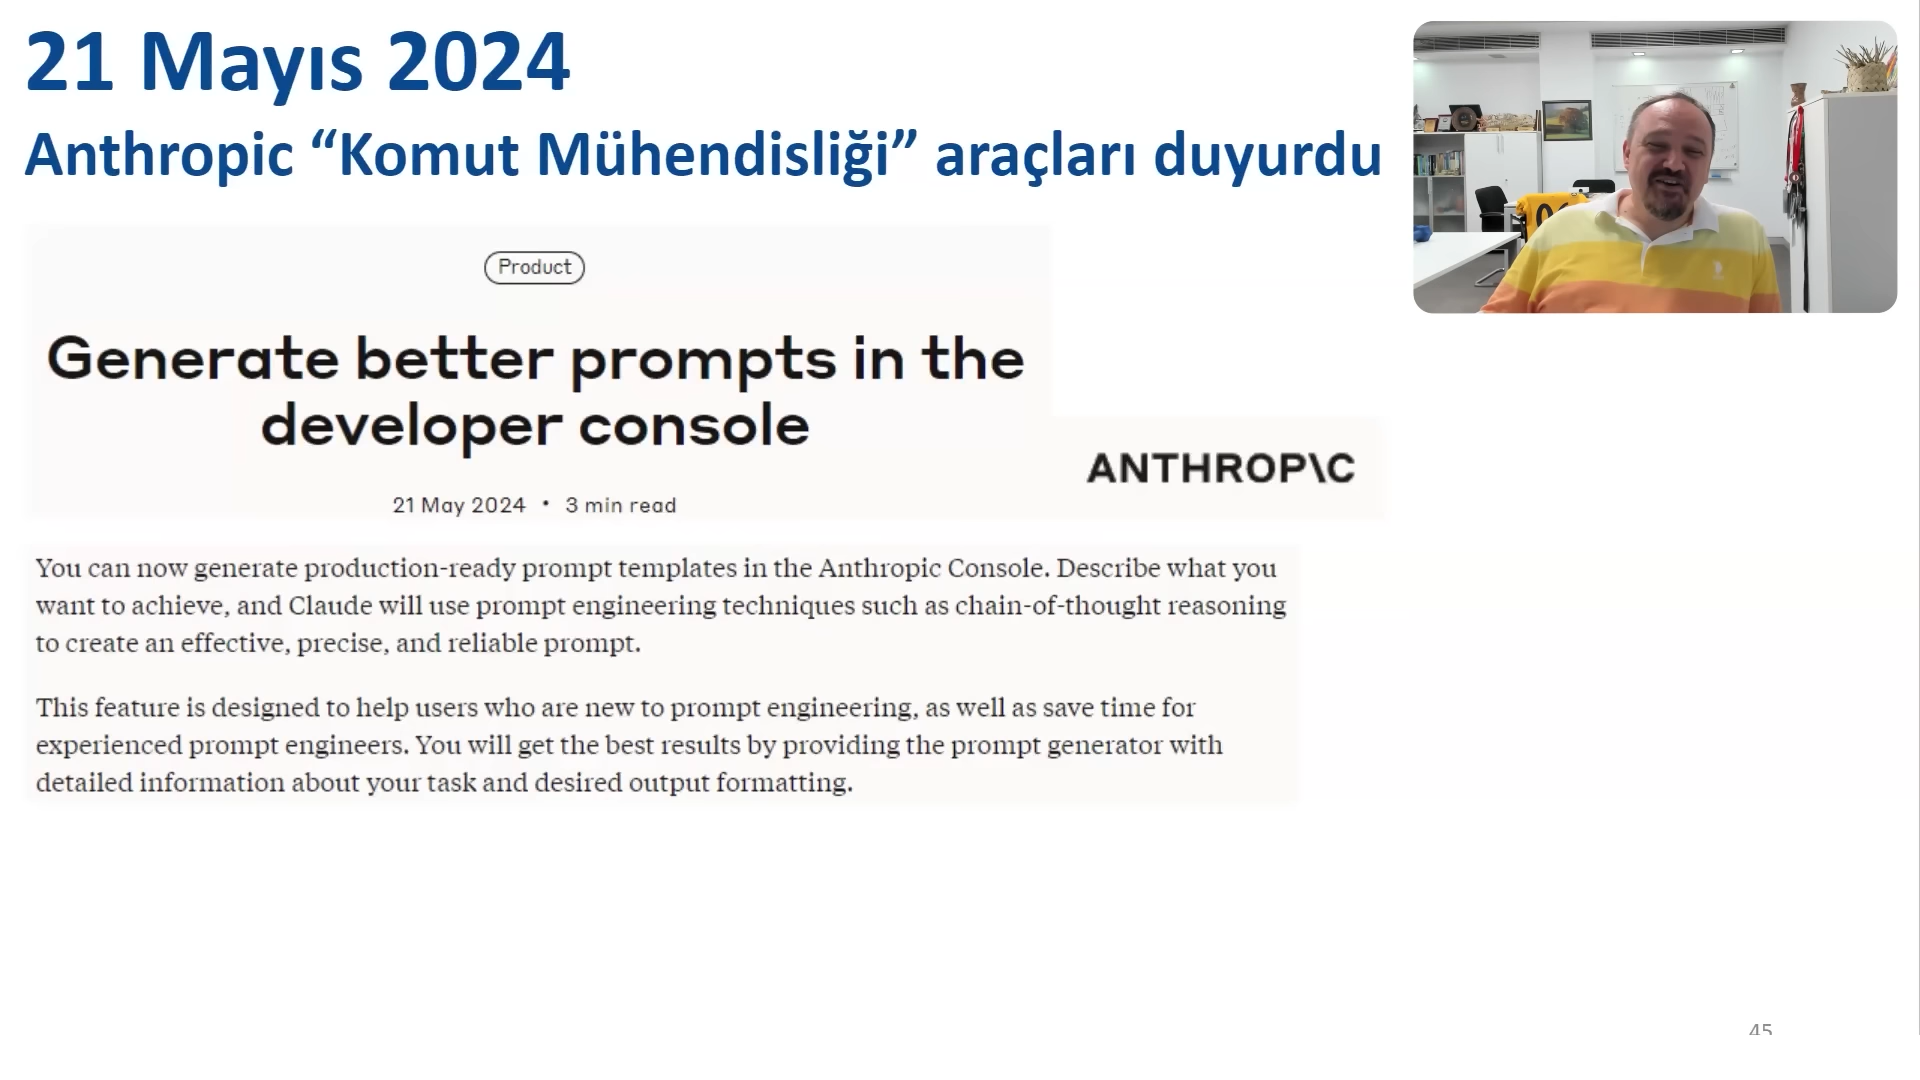 21 Mayıs 2024
Anthropic “Komut Mühendisliği” araçları duyurdu
Product
Generate better prompts in the
developer console
21 May 2024 • 3 min read
ANTHROP\C
You can now generate production-ready prompt templates in the Anthropic Console. Describe what you
want to achieve, and Claude will use prompt engineering techniques such as chain-of-thought reasoning
to create an effective, precise, and reliable prompt.
This feature is designed to help users who are new to prompt engineering, as well as save time for
experienced prompt engineers. You will get the best results by providing the prompt generator with
detailed information about your task and desired output formatting.
45